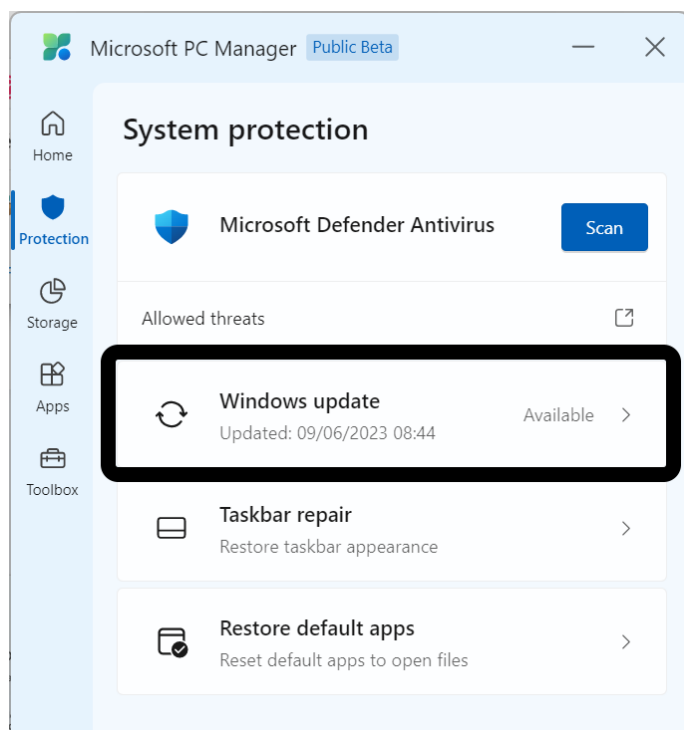 Microsoft PC Manager Public Beta
Home
Protection
Storage
Apps
Toolbox
System protection
Microsoft Defender Antivirus
Scan
Allowed threats
Windows update
Updated: 09/06/2023 08:44
Available
Taskbar repair
Restore taskbar appearance
Restore default apps
Reset default apps to open files